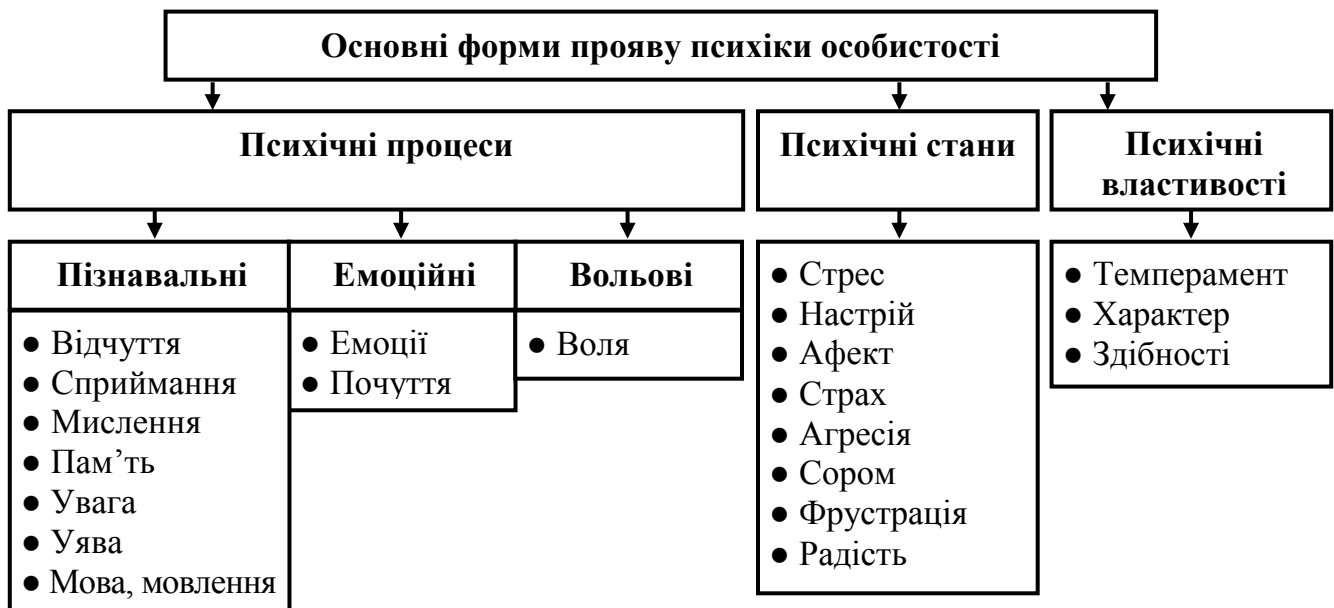 Основні форми прояву психіки особистості
Психічні процеси
Психічні стани
Психічні
властивості
Пізнавальні
Емоційні
Вольові
● Відчуття
● Сприймання
● Мислення
● Пам’ть
● Увага
● Уява
● Мова, мовлення
● Емоції
● Почуття
● Воля
● Стрес
● Настрій
● Афект
● Страх
● Агресія
● Сором
● Фрустрація
● Радість
● Темперамент
● Характер
● Здібності